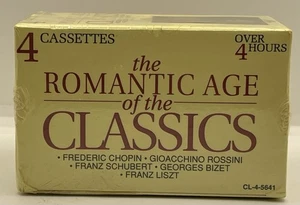 4 CASSETTES
OVER
4 HOURS
the
ROMANTIC AGE
of the
CLASSICS
• FREDERIC CHOPIN • GIOACCHINO ROSSINI
• FRANZ SCHUBERT • GEORGES BIZET
• FRANZ LISZT
CL-4-5641